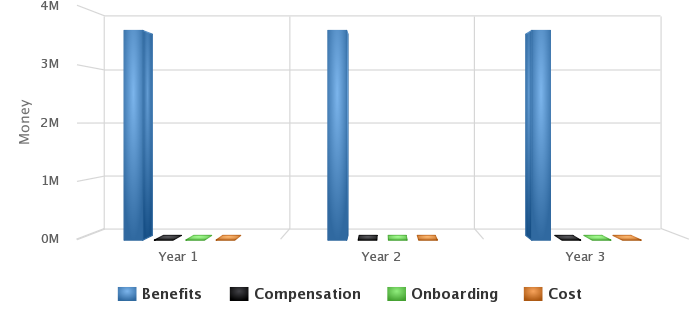 4M
3M
2M
1M
0M
Money
Year 1
Year 2
Year 3
Benefits
Compensation
Onboarding
Cost